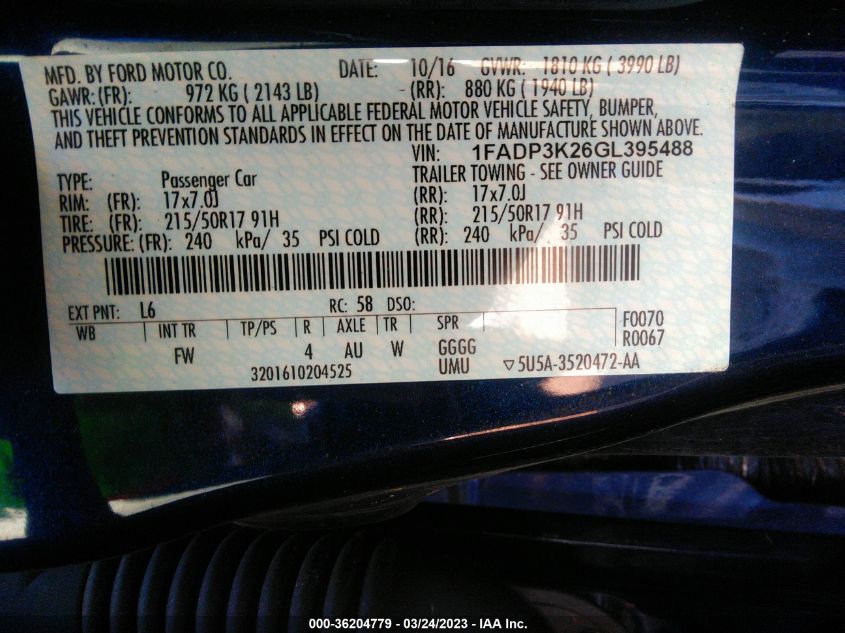 MFD. BY FORD MOTOR CO. DATE: 10/16 GVWR: 1810 KG ( 3990 LB)
GAWR: (FR): 972 KG ( 2143 LB) - (RR): 880 KG ( 1940 LB)
THIS VEHICLE CONFORMS TO ALL APPLICABLE FEDERAL MOTOR VEHICLE SAFETY, BUMPER,
AND THEFT PREVENTION STANDARDS IN EFFECT ON THE DATE OF MANUFACTURE SHOWN ABOVE.
VIN: 1FADP3K26GL395488
TYPE: Passenger Car TRAILER TOWING - SEE OWNER GUIDE
RIM: (FR): 17x7.0J (RR): 17x7.0J
TIRE: (FR): 215/50R17 91H (RR): 215/50R17 91H
PRESSURE: (FR): 240 kPa/ 35 PSI COLD (RR): 240 kPa/ 35 PSI COLD
EXT PNT: L6 RC: 58 DSO:
WB INT TR TP/PS R AXLE TR SPR F0070
FW 4 AU W GGGG R0067
3201610204525 UMU ▽5U5A-3520472-AA
000-36204779 - 03/24/2023 - IAA Inc.